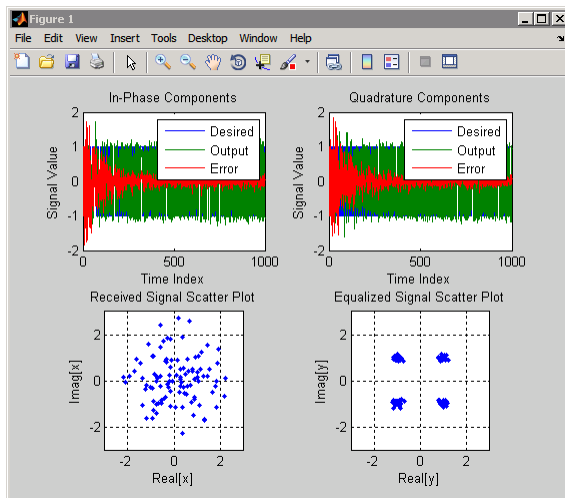 Figure 1
File Edit View Insert Tools Desktop Window Help
In-Phase Components
Signal Value
2
1
0
-1
-2
Desired
Output
Error
0 500 1000
Time Index
Quadrature Components
Signal Value
2
1
0
-1
-2
Desired
Output
Error
0 500 1000
Time Index
Received Signal Scatter Plot
Imag[x]
2
0
-2
-2 0 2
Real[x]
Equalized Signal Scatter Plot
Imag[y]
2
0
-2
-2 0 2
Real[y]